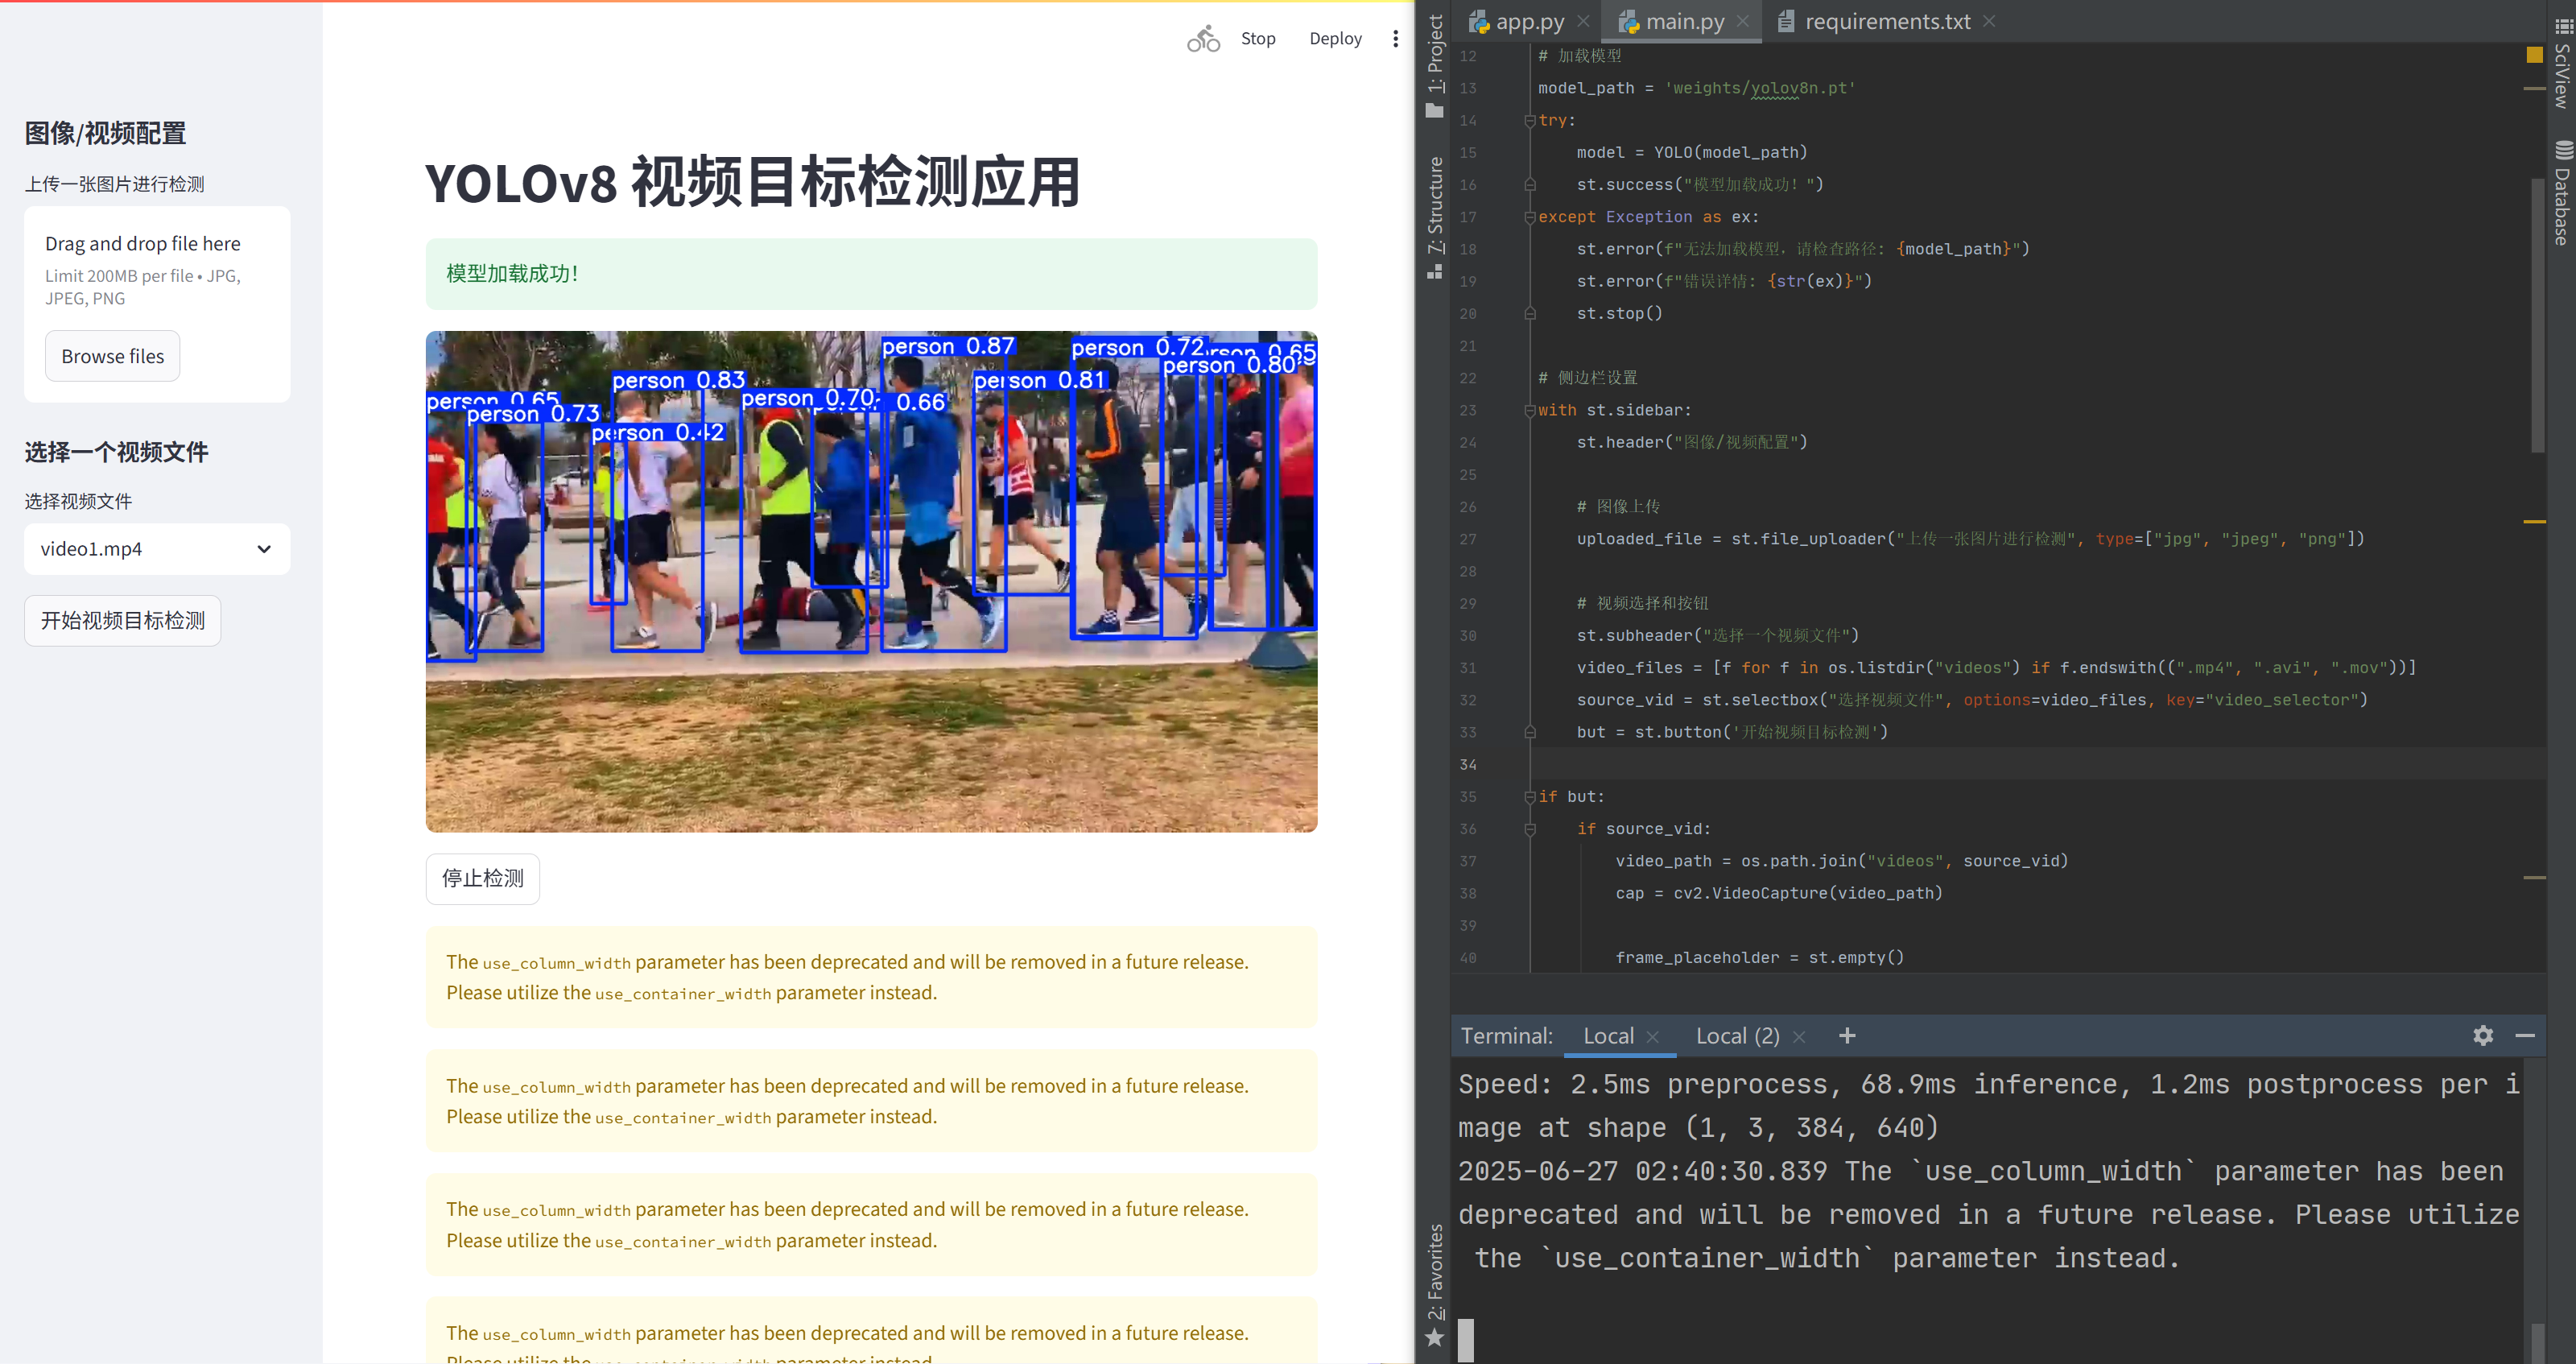 Stop
Deploy
图像/视频配置
上传一张图片进行检测
Drag and drop file here
Limit 200MB per file • JPG,
JPEG, PNG
Browse files
选择一个视频文件
选择视频文件
video1.mp4
开始视频目标检测
YOLOv8 视频目标检测应用
模型加载成功!
person 0.87
person 0.72
person 0.65
person 0.80
person 0.83
person 0.81
person 0.65
person 0.73
person 0.70
0.66
person 0.42
停止检测
The use_column_width parameter has been deprecated and will be removed in a future release.
Please utilize the use_container_width parameter instead.
The use_column_width parameter has been deprecated and will be removed in a future release.
Please utilize the use_container_width parameter instead.
The use_column_width parameter has been deprecated and will be removed in a future release.
Please utilize the use_container_width parameter instead.
The use_column_width parameter has been deprecated and will be removed in a future release.
1: Project
7: Structure
2: Favorites
app.py
main.py
requirements.txt
12 # 加载模型
13 model_path = 'weights/yolov8n.pt'
14 try:
15 model = YOLO(model_path)
16 st.success("模型加载成功！")
17 except Exception as ex:
18 st.error(f"无法加载模型，请检查路径: {model_path}")
19 st.error(f"错误详情: {str(ex)}")
20 st.stop()
21
22 # 侧边栏设置
23 with st.sidebar:
24 st.header("图像/视频配置")
25
26 # 图像上传
27 uploaded_file = st.file_uploader("上传一张图片进行检测", type=["jpg", "jpeg", "png"])
28
29 # 视频选择和按钮
30 st.subheader("选择一个视频文件")
31 video_files = [f for f in os.listdir("videos") if f.endswith((".mp4", ".avi", ".mov"))]
32 source_vid = st.selectbox("选择视频文件", options=video_files, key="video_selector")
33 but = st.button('开始视频目标检测')
34
35 if but:
36 if source_vid:
37 video_path = os.path.join("videos", source_vid)
38 cap = cv2.VideoCapture(video_path)
39
40 frame_placeholder = st.empty()
SciView
Database
Terminal: Local Local (2)
Speed: 2.5ms preprocess, 68.9ms inference, 1.2ms postprocess per i
mage at shape (1, 3, 384, 640)
2025-06-27 02:40:30.839 The `use_column_width` parameter has been
deprecated and will be removed in a future release. Please utilize
the `use_container_width` parameter instead.